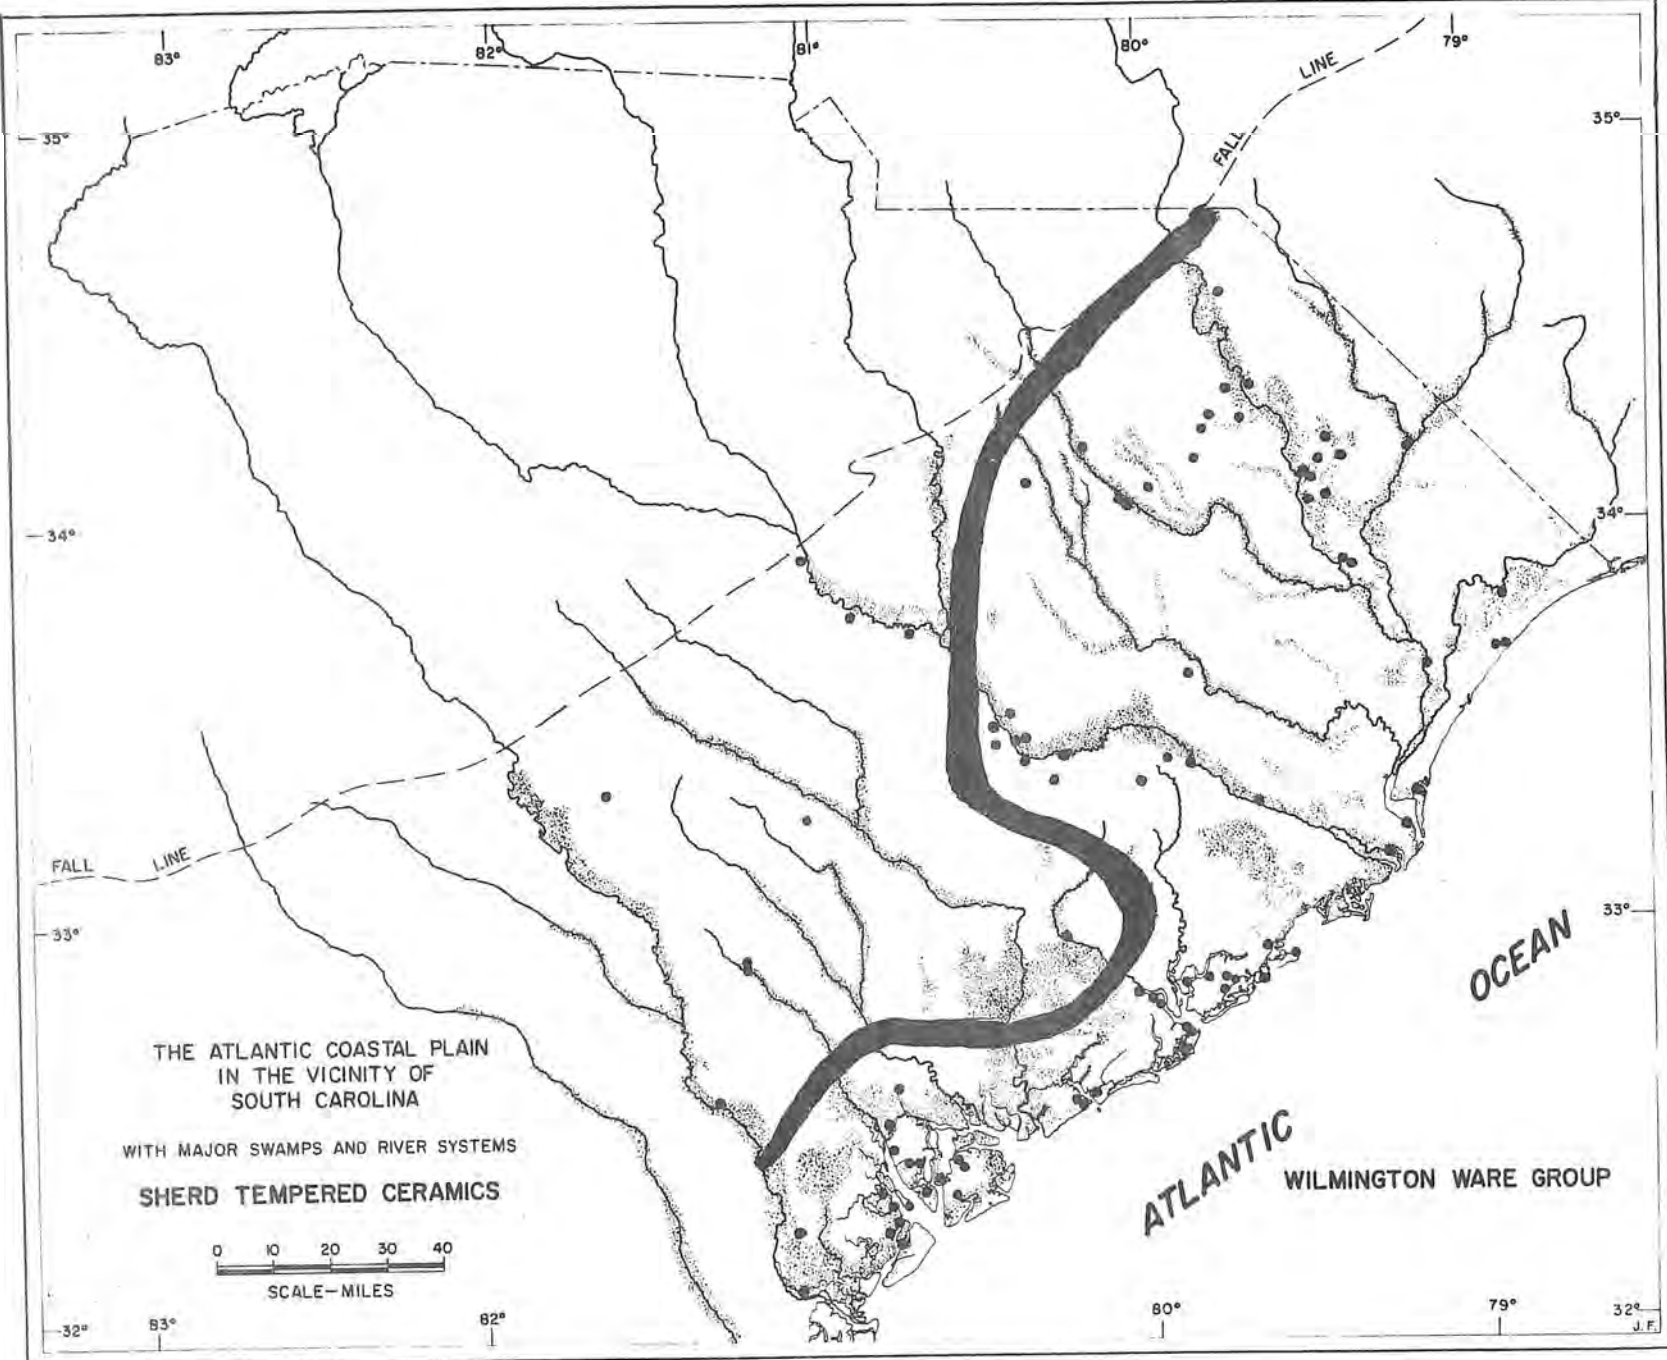 83°
82°
81°
80°
79°
LINE
FALL
35°
35°
34°
34°
FALL
LINE
33°
33°
OCEAN
ATLANTIC
THE ATLANTIC COASTAL PLAIN
IN THE VICINITY OF
SOUTH CAROLINA
WITH MAJOR SWAMPS AND RIVER SYSTEMS
SHERD TEMPERED CERAMICS
0 10 20 30 40
SCALE-MILES
WILMINGTON WARE GROUP
32°
83°
82°
80°
79°
32°
J. F.